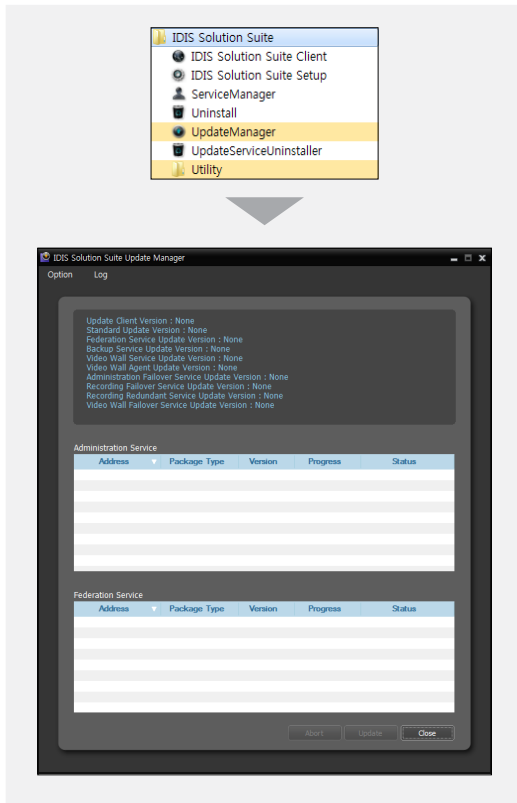 IDIS Solution Suite
IDIS Solution Suite Client
IDIS Solution Suite Setup
ServiceManager
Uninstall
UpdateManager
UpdateServiceUninstaller
Utility
IDIS Solution Suite Update Manager
Option Log
Update Client Version : None
Standard Update Version : None
Federation Service Update Version : None
Backup Service Update Version : None
Video Wall Service Update Version : None
Video Wall Agent Update Version : None
Administration Failover Service Update Version : None
Recording Failover Service Update Version : None
Recording Redundant Service Update Version : None
Video Wall Failover Service Update Version : None
Administration Service
Address Package Type Version Progress Status
Federation Service
Address Package Type Version Progress Status
Abort Update Close